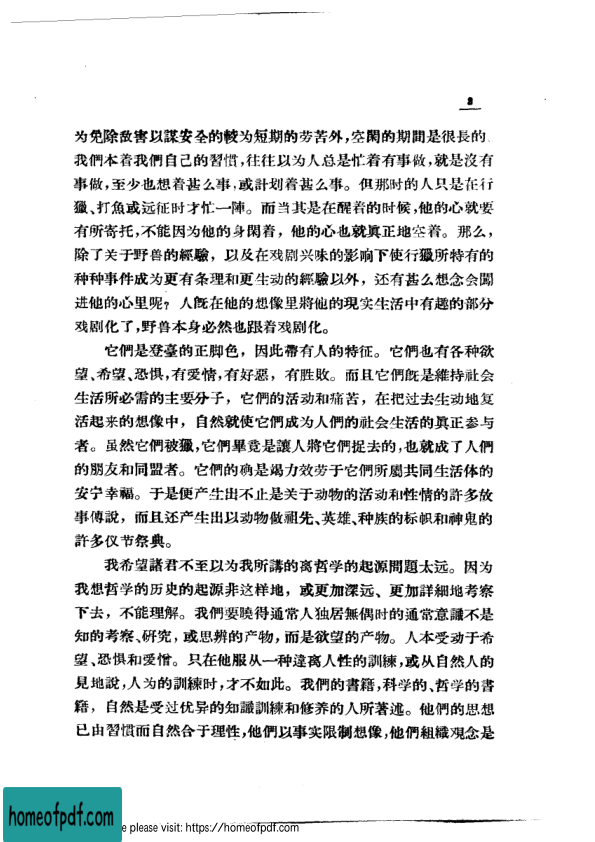 3
为免除敌害以謀安全的較为短期的劳苦外，空閑的期間是很長的。
我們本着我們自己的習慣，往往以为人总是忙着有事做，就是沒有
事做，至少也想着甚么事，或計划着甚么事。但那时的人只是在行
獵、打魚或远征时才忙一陣。而当其是在醒着的时候，他的心就要
有所寄托，不能因为他的身閑着，他的心也就眞正地空着。那么，
除了关于野兽的經驗，以及在戏剧兴味的影响下使行獵所特有的
种种事件成为更有条理和更生动的經驗以外，还有甚么想念会闖
进他的心里呢？人旣在他的想像里將他的現实生活中有趣的部分
戏剧化了，野兽本身必然也跟着戏剧化。
它們是登臺的正脚色，因此帶有人的特征。它們也有各种欲
望、希望、恐惧，有爱情，有好惡，有胜敗。而且它們旣是維持社会
生活所必需的主要分子，它們的活动和痛苦，在把过去生动地复
活起来的想像中，自然就使它們成为人們的社会生活的眞正参与
者。虽然它們被獵，它們畢竟是讓人將它們捉去的，也就成了人們
的朋友和同盟者。它們的确是竭力效劳于它們所屬共同生活体的
安宁幸福。于是便产生出不止是关于动物的活动和性情的許多故
事傳說，而且还产生出以动物做祖先、英雄、种族的标帜和神鬼的
許多仪节祭典。
我希望諸君不至以为我所講的离哲学的起源問題太远。因为
我想哲学的历史的起源非这样地，或更加深远、更加詳細地考察
下去，不能理解。我們要曉得通常人独居無偶时的通常意識不是
知的考察、研究，或思辨的产物，而是欲望的产物。人本受动于希
望、恐惧和爱憎。只在他服从一种違离人性的訓練，或从自然人的
見地說，人为的訓練时，才不如此。我們的書籍，科学的、哲学的書
籍，自然是受过优异的知識訓練和修养的人所著述。他們的思想
已由習慣而自然合于理性，他們以事实限制想像，他們組織观念是
homeofpdf.com
e please visit: https://homeofpdf.com